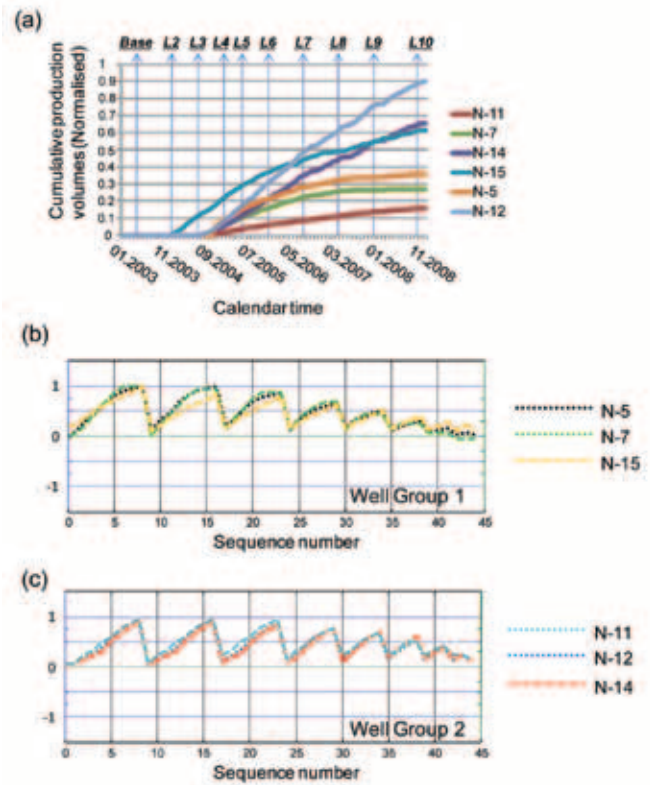 (a)
Base L2 L3 L4 L5 L6 L7 L8 L9 L10
Cumulative production
volumes (Normalised)
1
0.9
0.8
0.7
0.6
0.5
0.4
0.3
0.2
0.1
0
01.2003 11.2003 09.2004 07.2005 05.2006 03.2007 01.2008 11.2008
Calendar time
N-11
N-7
N-14
N-15
N-5
N-12
(b)
1
0
-1
0 5 10 15 20 25 30 35 40 45
Well Group 1
Sequence number
N-5
N-7
N-15
(c)
1
0
-1
0 5 10 15 20 25 30 35 40 45
Well Group 2
Sequence number
N-11
N-12
N-14